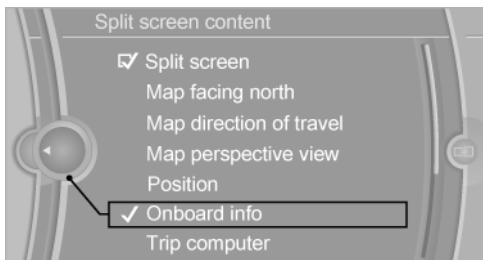 Split screen content
Split screen
Map facing north
Map direction of travel
Map perspective view
Position
Onboard info
Trip computer